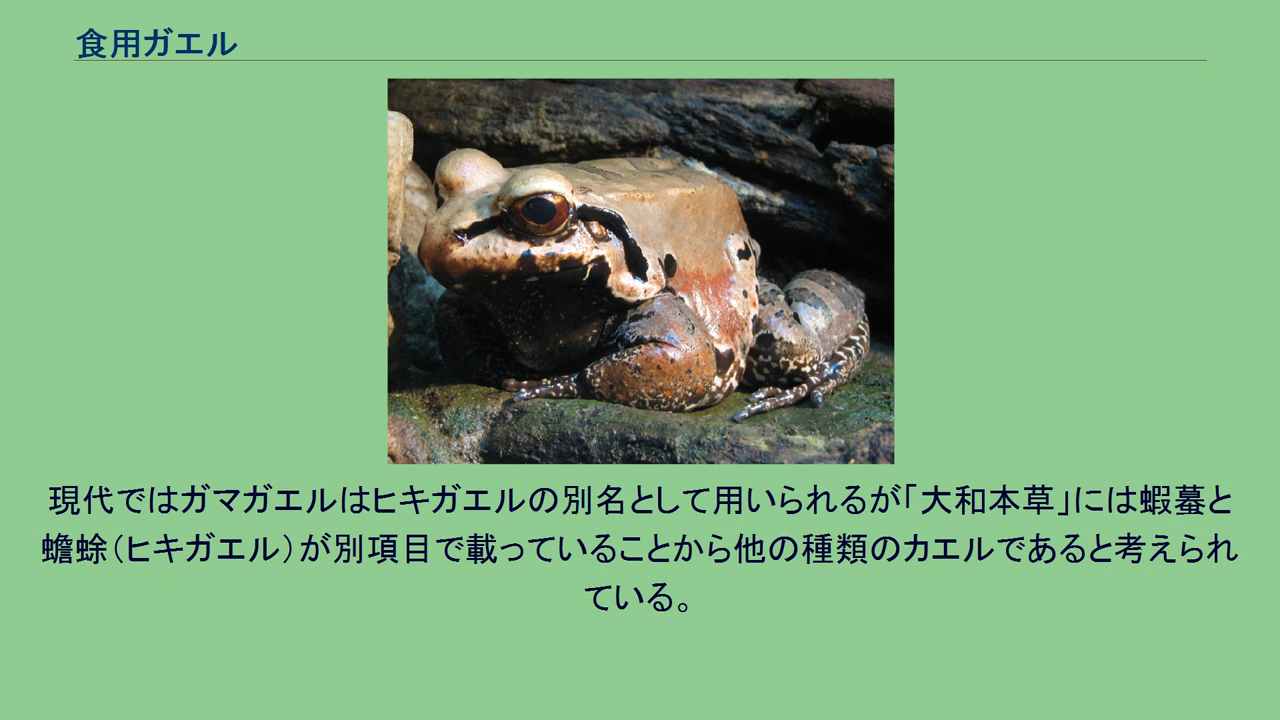 食用ガエル
現代ではガマガエルはヒキガエルの別名として用いられるが｢大和本草｣には蝦蟇と
蟾蜍（ヒキガエル）が別項目で載っていることから他の種類のカエルであると考えられ
ている。